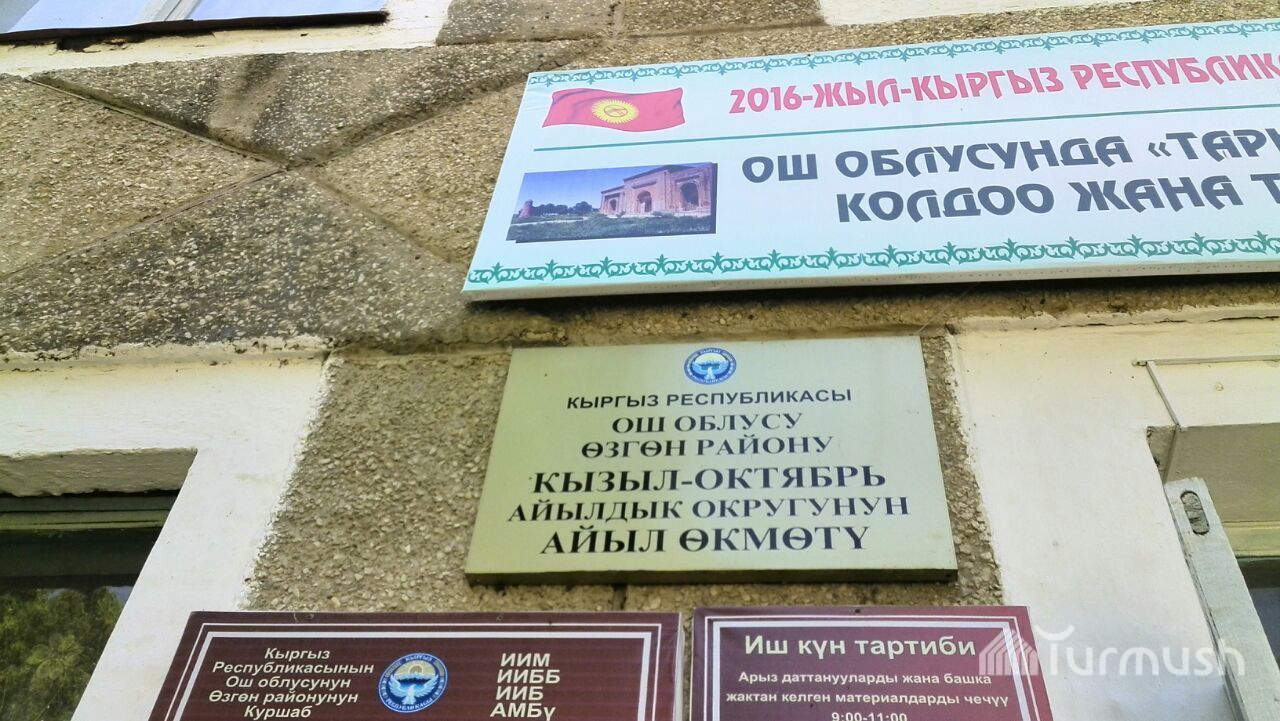 2016-ЖЫЛ-КЫРГЫЗ РЕСПУБЛИК
ОШ ОБЛУСУНДА «ТАРИ
КОЛДОО ЖАНА Т
КЫРГЫЗ РЕСПУБЛИКАСЫ
ОШ ОБЛУСУ
ӨЗГӨН РАЙОНУ
КЫЗЫЛ-ОКТЯБРЬ
АЙЫЛДЫК ОКРУГУНУН
АЙЫЛ ӨКМӨТҮ
Кыргыз
Республикасынын
Ош облусунун
Өзгөн районунун
Куршаб
ИИМ
ИИББ
ИИБ
АМБү
Иш күн тартиби
Арыз даттанууларды жана башка
жактан келген материалдарды чечүү
9:00-11:00
Turmush